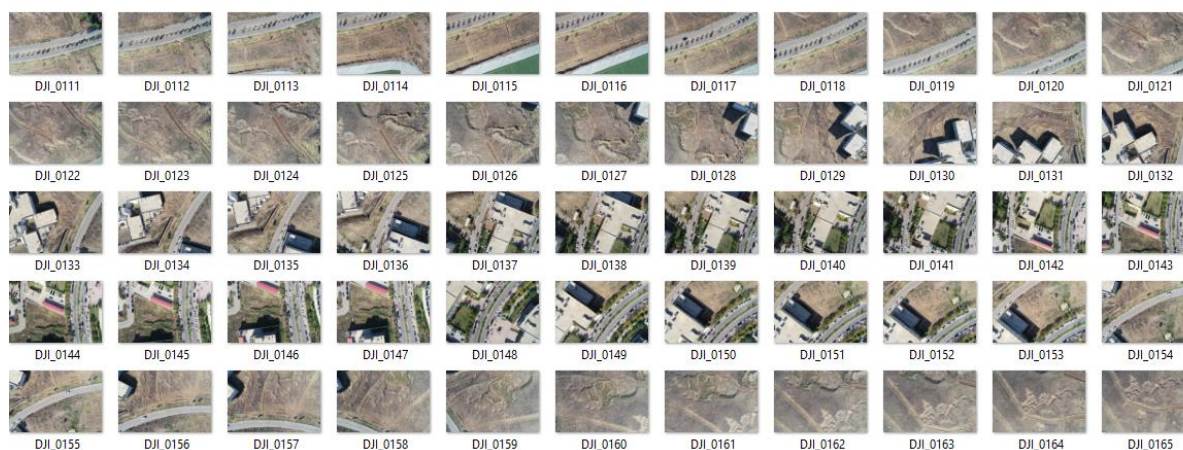 DJI_0111 DJI_0112 DJI_0113 DJI_0114 DJI_0115 DJI_0116 DJI_0117 DJI_0118 DJI_0119 DJI_0120 DJI_0121
DJI_0122 DJI_0123 DJI_0124 DJI_0125 DJI_0126 DJI_0127 DJI_0128 DJI_0129 DJI_0130 DJI_0131 DJI_0132
DJI_0133 DJI_0134 DJI_0135 DJI_0136 DJI_0137 DJI_0138 DJI_0139 DJI_0140 DJI_0141 DJI_0142 DJI_0143
DJI_0144 DJI_0145 DJI_0146 DJI_0147 DJI_0148 DJI_0149 DJI_0150 DJI_0151 DJI_0152 DJI_0153 DJI_0154
DJI_0155 DJI_0156 DJI_0157 DJI_0158 DJI_0159 DJI_0160 DJI_0161 DJI_0162 DJI_0163 DJI_0164 DJI_0165